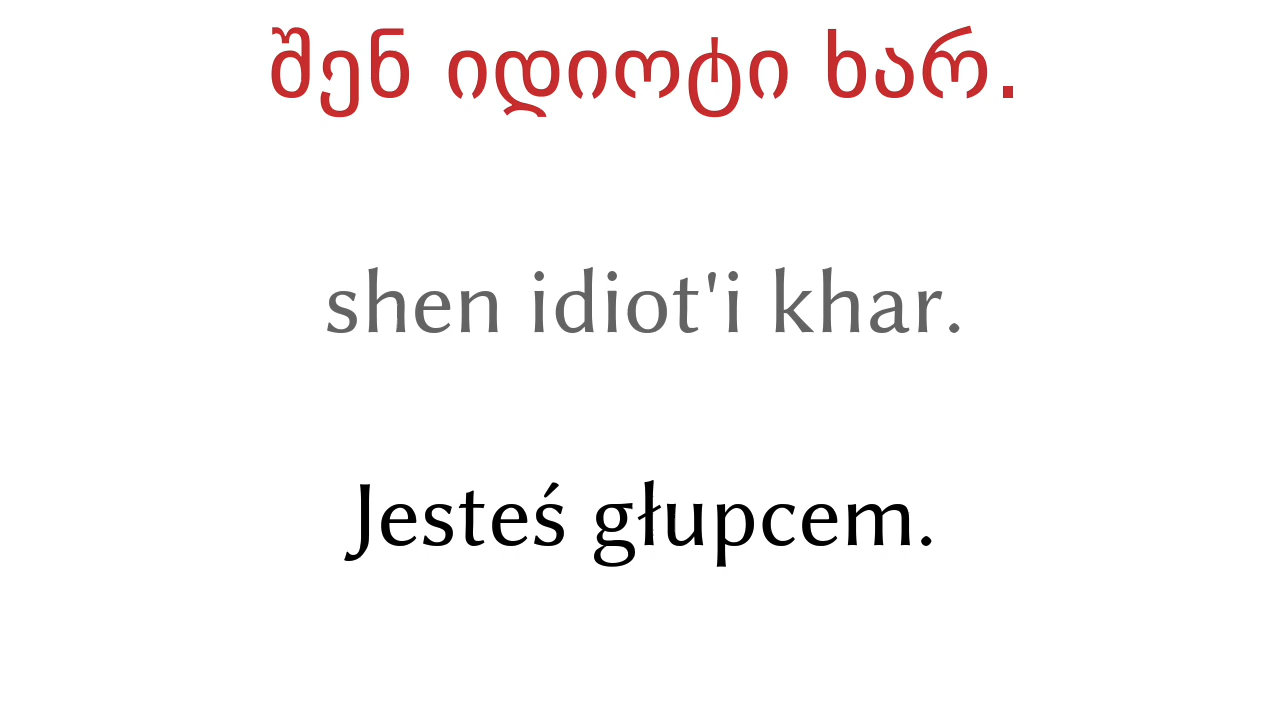 შენ იდიოტი ხარ.
shen idiot'i khar.
Jesteś głupcem.